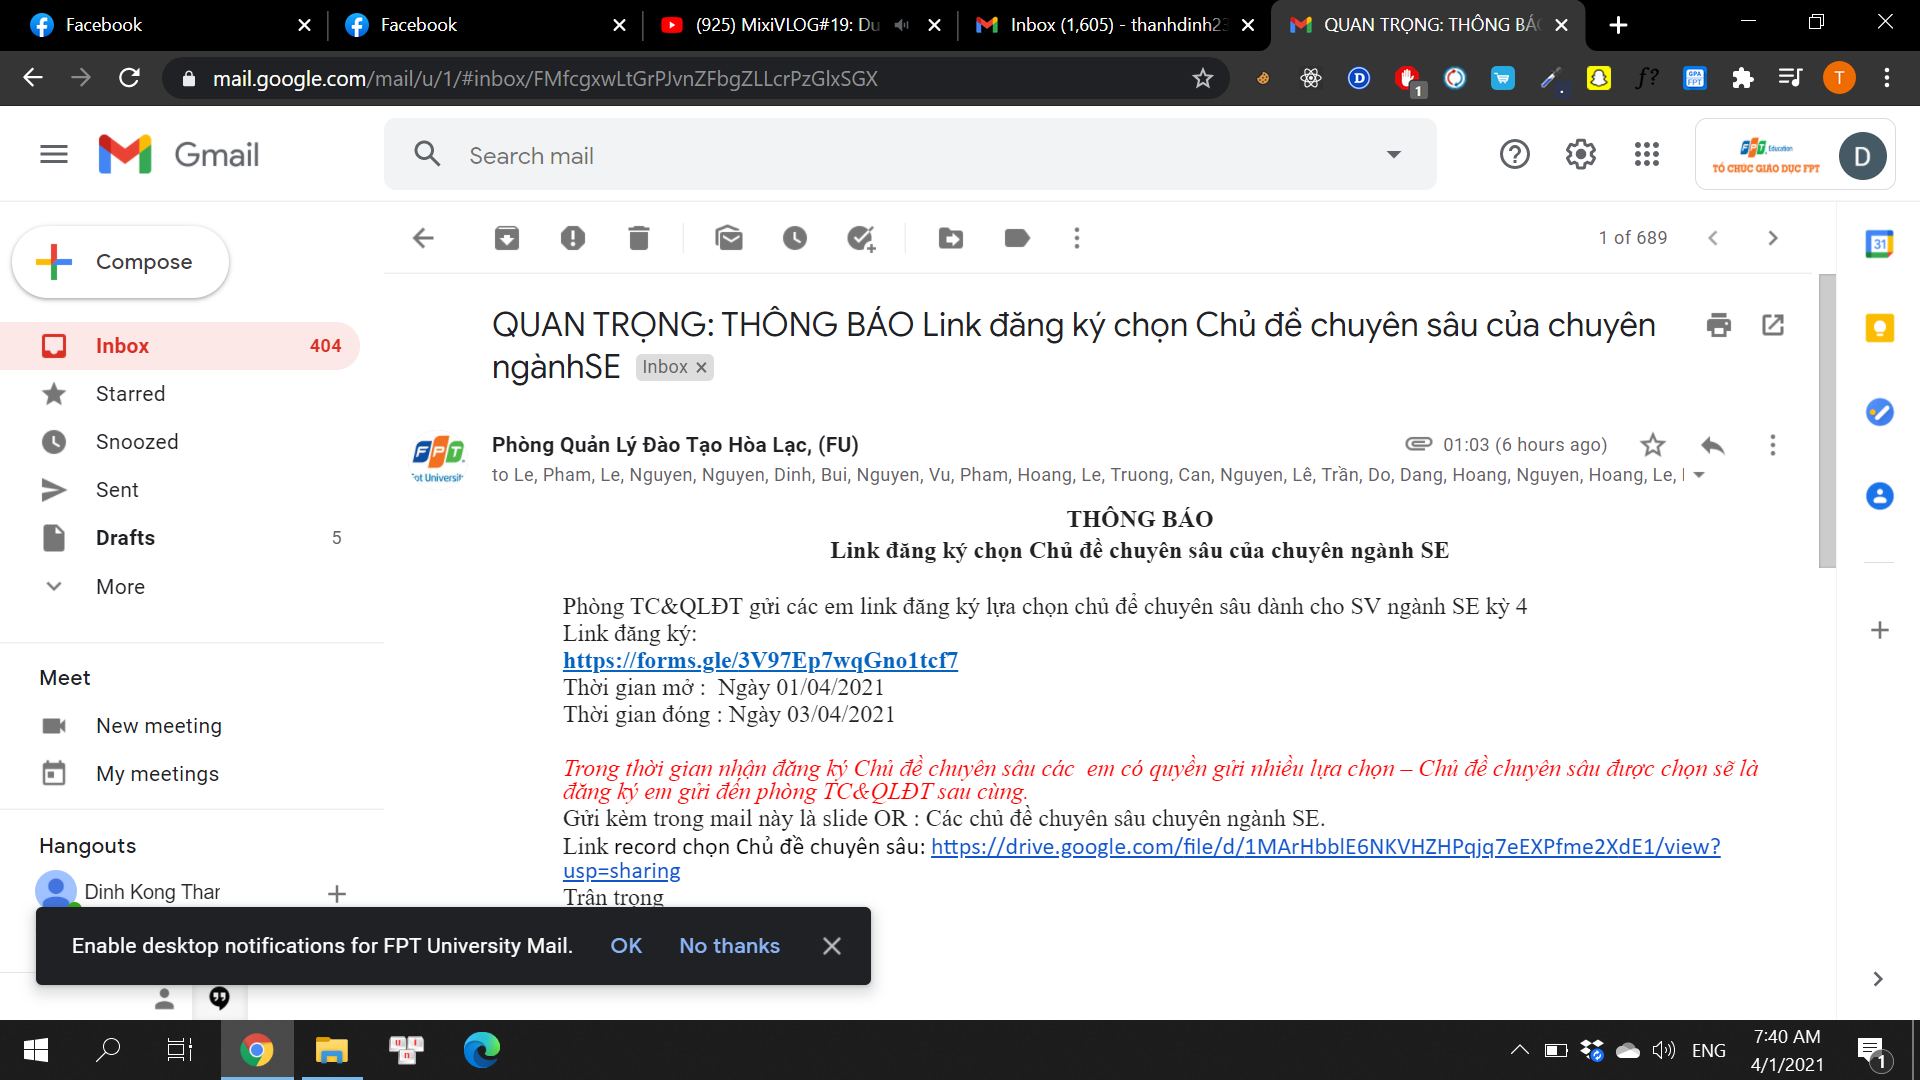 Facebook
Facebook
(925) MixiVLOG#19: Du
Inbox (1,605) - thanhdinh23
QUAN TRỌNG: THÔNG BÁO
mail.google.com/mail/u/1/#inbox/FMfcgxwLtGrPJvnZFbgZLLcrPzGlxSGX
1
T
Gmail
Search mail
FPT Education
TỔ CHỨC GIÁO DỤC FPT
D
Compose
1 of 689
31
Inbox 404
Starred
Snoozed
Sent
Drafts 5
More
Meet
New meeting
My meetings
Hangouts
Dinh Kong Thar
QUAN TRỌNG: THÔNG BÁO Link đăng ký chọn Chủ đề chuyên sâu của chuyên
ngànhSE Inbox
Phòng Quản Lý Đào Tạo Hòa Lạc, (FU)
01:03 (6 hours ago)
to Le, Pham, Le, Nguyen, Nguyen, Dinh, Bui, Nguyen, Vu, Pham, Hoang, Le, Truong, Can, Nguyen, Lê, Trần, Do, Dang, Hoang, Nguyen, Hoang, Le,
THÔNG BÁO
Link đăng ký chọn Chủ đề chuyên sâu của chuyên ngành SE
Phòng TC&QLĐT gửi các em link đăng ký lựa chọn chủ để chuyên sâu dành cho SV ngành SE kỳ 4
Link đăng ký:
https://forms.gle/3V97Ep7wqGno1tcf7
Thời gian mở :  Ngày 01/04/2021
Thời gian đóng : Ngày 03/04/2021
Trong thời gian nhận đăng ký Chủ đề chuyên sâu các  em có quyền gửi nhiều lựa chọn – Chủ đề chuyên sâu được chọn sẽ là
đăng ký em gửi đến phòng TC&QLĐT sau cùng.
Gửi kèm trong mail này là slide OR : Các chủ đề chuyên sâu chuyên ngành SE.
Link record chọn Chủ đề chuyên sâu: https://drive.google.com/file/d/1MArHbblE6NKVHZHPqjq7eEXPfme2XdE1/view?
usp=sharing
Trân trọng
Enable desktop notifications for FPT University Mail. OK No thanks
ENG
7:40 AM
4/1/2021
1